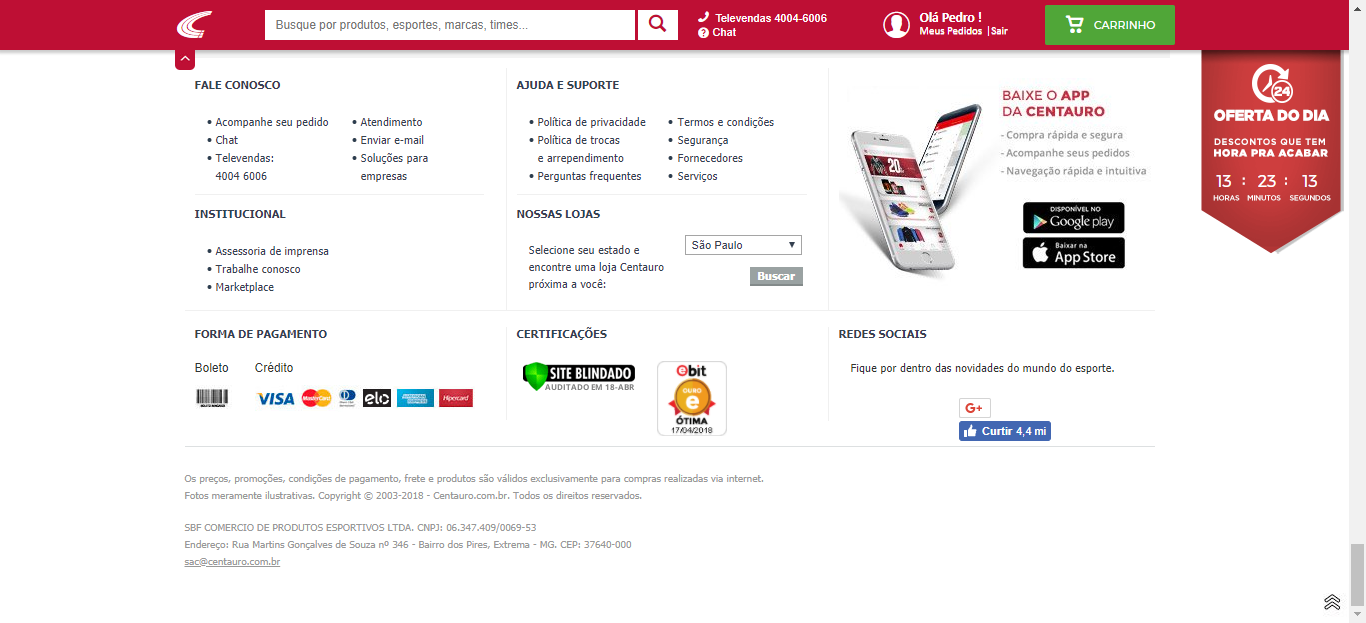 Busque por produtos, esportes, marcas, times...
Televendas 4004-6006
Chat
Olá Pedro !
Meus Pedidos | Sair
CARRINHO
FALE CONOSCO
• Acompanhe seu pedido
• Chat
• Televendas:
4004 6006
• Atendimento
• Enviar e-mail
• Soluções para
empresas
AJUDA E SUPORTE
• Política de privacidade
• Política de trocas
e arrependimento
• Perguntas frequentes
• Termos e condições
• Segurança
• Fornecedores
• Serviços
BAIXE O APP
DA CENTAURO
- Compra rápida e segura
- Acompanhe seus pedidos
- Navegação rápida e intuitiva
DISPONÍVEL NO
Google play
Baixar na
App Store
24
OFERTA DO DIA
DESCONTOS QUE TEM
HORA PRA ACABAR
13 : 23 : 13
HORAS MINUTOS SEGUNDOS
INSTITUCIONAL
• Assessoria de imprensa
• Trabalhe conosco
• Marketplace
NOSSAS LOJAS
Selecione seu estado e
encontre uma loja Centauro
próxima a você:
São Paulo
Buscar
FORMA DE PAGAMENTO
Boleto
Crédito
VISA
MasterCard
elo
Hipercard
CERTIFICAÇÕES
SITE BLINDADO
AUDITADO EM 18-ABR
ebit
OURO
e
ÓTIMA
17/04/2018
REDES SOCIAIS
Fique por dentro das novidades do mundo do esporte.
G+
Curtir 4,4 mi
Os preços, promoções, condições de pagamento, frete e produtos são válidos exclusivamente para compras realizadas via internet.
Fotos meramente ilustrativas. Copyright © 2003-2018 - Centauro.com.br. Todos os direitos reservados.
SBF COMERCIO DE PRODUTOS ESPORTIVOS LTDA. CNPJ: 06.347.409/0069-53
Endereço: Rua Martins Gonçalves de Souza nº 346 - Bairro dos Pires, Extrema - MG. CEP: 37640-000
sac@centauro.com.br